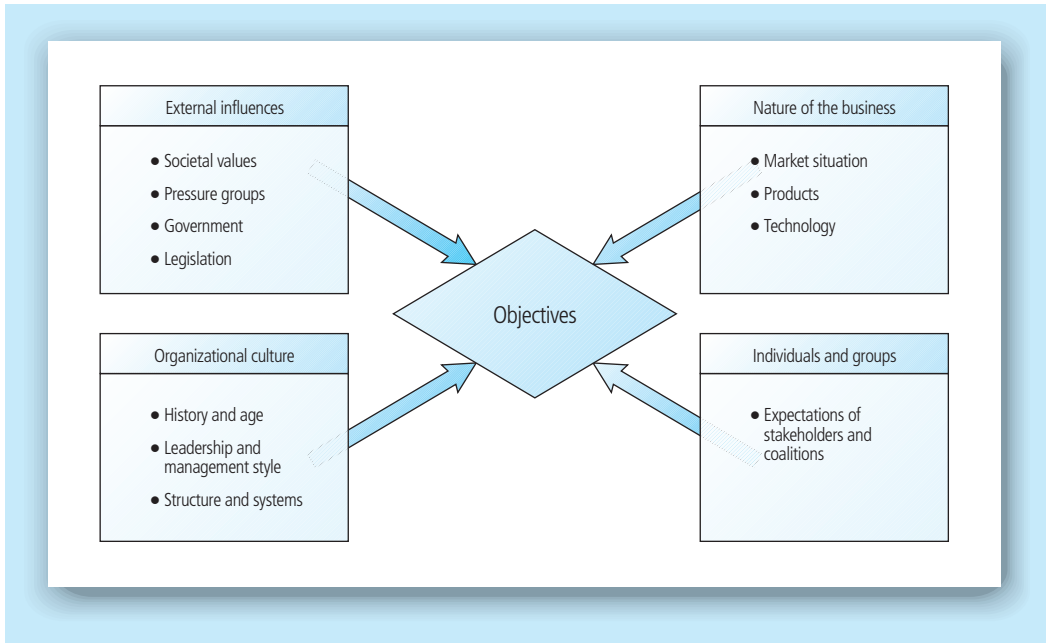 External influences
• Societal values
• Pressure groups
• Government
• Legislation
Nature of the business
• Market situation
• Products
• Technology
Objectives
Organizational culture
• History and age
• Leadership and
management style
• Structure and systems
Individuals and groups
• Expectations of
stakeholders and
coalitions